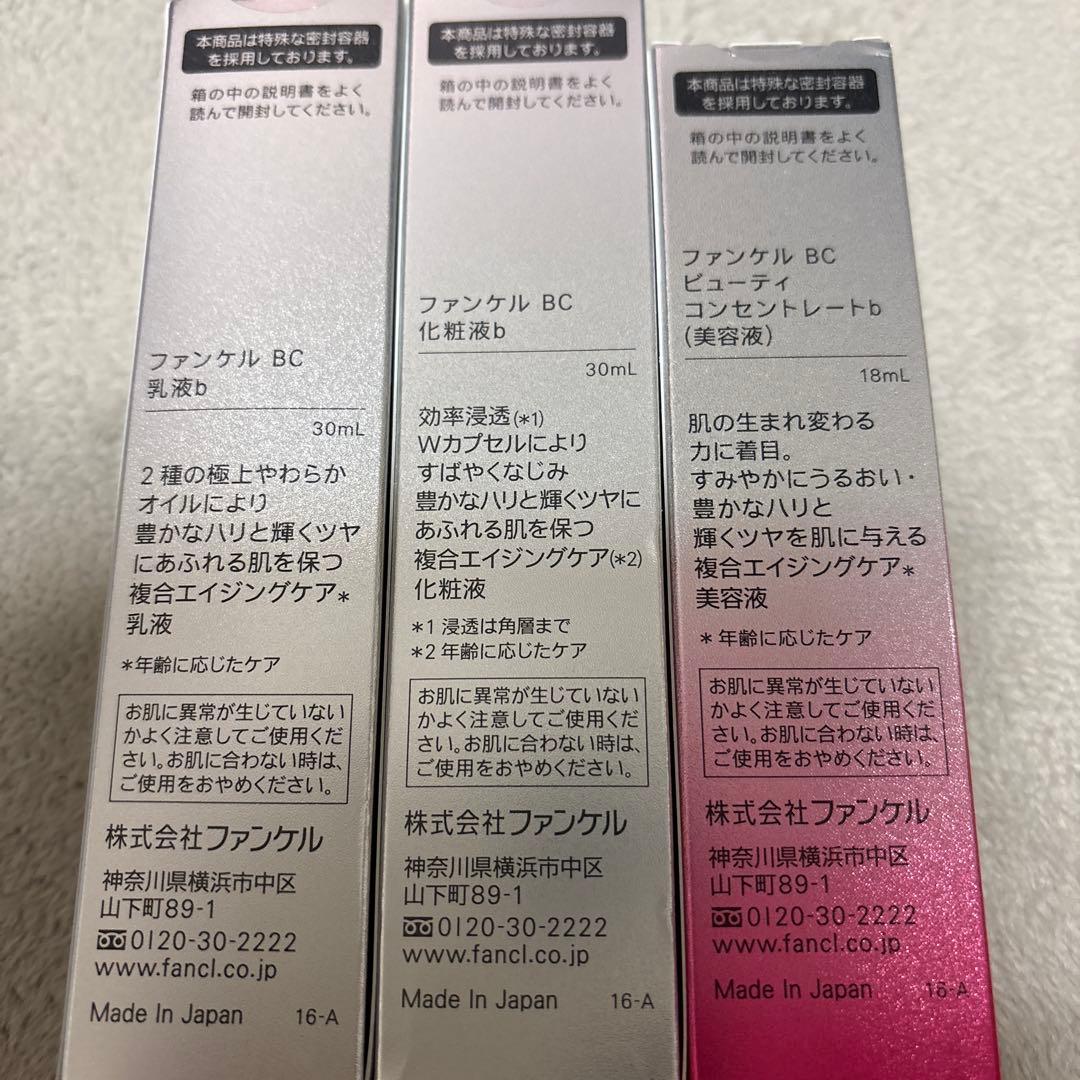 本商品は特殊な密封容器
を採用しております。
箱の中の説明書をよく
読んで開封してください。
ファンケル BC
乳液b
30mL
2種の極上やわらか
オイルにより
豊かなハリと輝くツヤ
にあふれる肌を保つ
複合エイジングケア*
乳液
*年齢に応じたケア
お肌に異常が生じていない
かよく注意してご使用くだ
さい。お肌に合わない時は、
ご使用をおやめください。
株式会社ファンケル
神奈川県横浜市中区
山下町89-1
0120-30-2222
www.fancl.co.jp
Made In Japan 16-A
本商品は特殊な密封容器
を採用しております。
箱の中の説明書をよく
読んで開封してください。
ファンケル BC
化粧液b
30mL
効率浸透(*1)
Wカプセルにより
すばやくなじみ
豊かなハリと輝くツヤに
あふれる肌を保つ
複合エイジングケア(*2)
化粧液
*1 浸透は角層まで
*2 年齢に応じたケア
お肌に異常が生じていない
かよく注意してご使用くだ
さい。お肌に合わない時は、
ご使用をおやめください。
株式会社ファンケル
神奈川県横浜市中区
山下町89-1
0120-30-2222
www.fancl.co.jp
Made In Japan 16-A
本商品は特殊な密封容器
を採用しております。
箱の中の説明書をよく
読んで開封してください。
ファンケル BC
ビューティ
コンセントレートb
(美容液)
18mL
肌の生まれ変わる
力に着目。
すみやかにうるおい・
豊かなハリと
輝くツヤを肌に与える
複合エイジングケア*
美容液
*年齢に応じたケア
お肌に異常が生じていない
かよく注意してご使用くだ
さい。お肌に合わない時は、
ご使用をおやめください。
株式会社ファンケル
神奈川県横浜市中区
山下町89-1
0120-30-2222
www.fancl.co.jp
Made In Japan 16-A